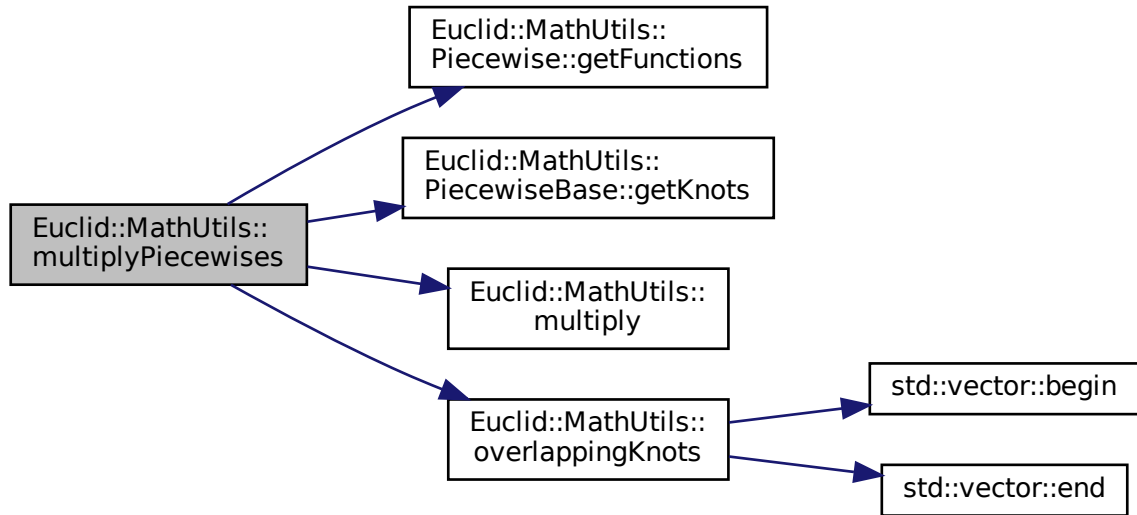 Euclid::MathUtils::
Piecewise::getFunctions
Euclid::MathUtils::
PiecewiseBase::getKnots
Euclid::MathUtils::
multiplyPiecewises
Euclid::MathUtils::
multiply
Euclid::MathUtils::
overlappingKnots
std::vector::begin
std::vector::end